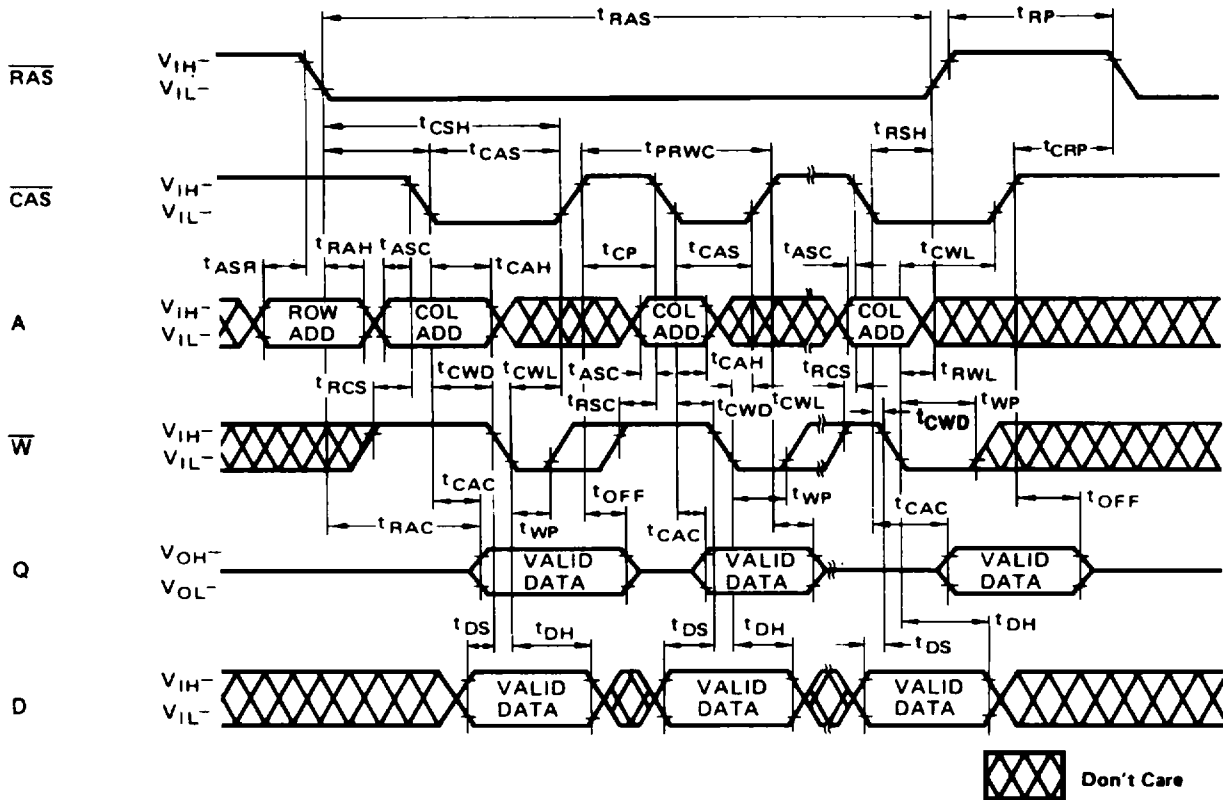 tRAS
tRP
RAS
VIH-
VIL-
tCSH
tRSH
tCAS
tPRWC
tCRP
CAS
VIH-
VIL-
tRAH
tASC
tASR
tCAH
tCP
tCAS
tASC
tCWL
A
VIH-
VIL-
ROW ADD
COL ADD
COL ADD
COL ADD
tRCS
tCWD
tCWL
tASC
tCAH
tRCS
tRWL
tRSC
tCWD
tCWL
tWP
tCWD
W
VIH-
VIL-
tCAC
tOFF
tWP
tOFF
tRAC
tWP
tCAC
tCAC
Q
VOH-
VOL-
VALID DATA
VALID DATA
VALID DATA
tDS
tDH
tDS
tDH
tDH
tDS
D
VIH-
VIL-
VALID DATA
VALID DATA
VALID DATA
Don't Care